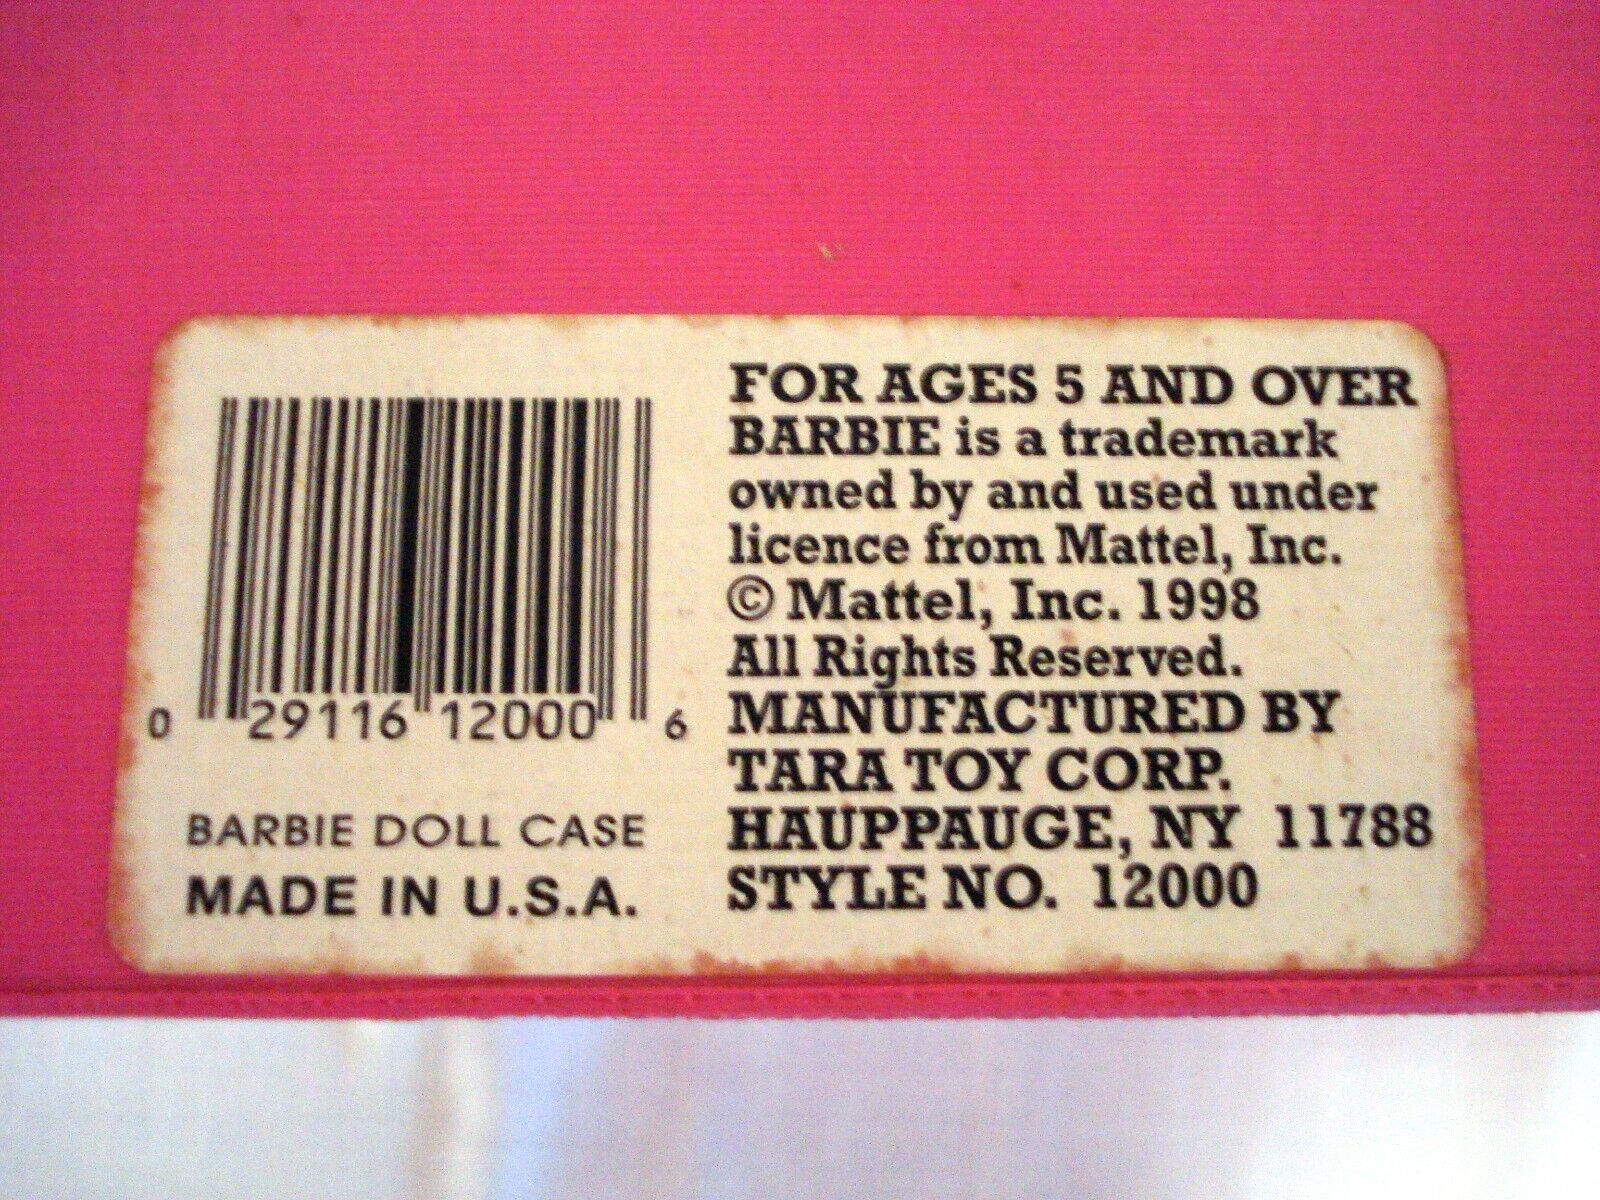 0 29116 12000 6
BARBIE DOLL CASE
MADE IN U.S.A.
FOR AGES 5 AND OVER
BARBIE is a trademark
owned by and used under
licence from Mattel, Inc.
© Mattel, Inc. 1998
All Rights Reserved.
MANUFACTURED BY
TARA TOY CORP.
HAUPPAUGE, NY 11788
STYLE NO. 12000